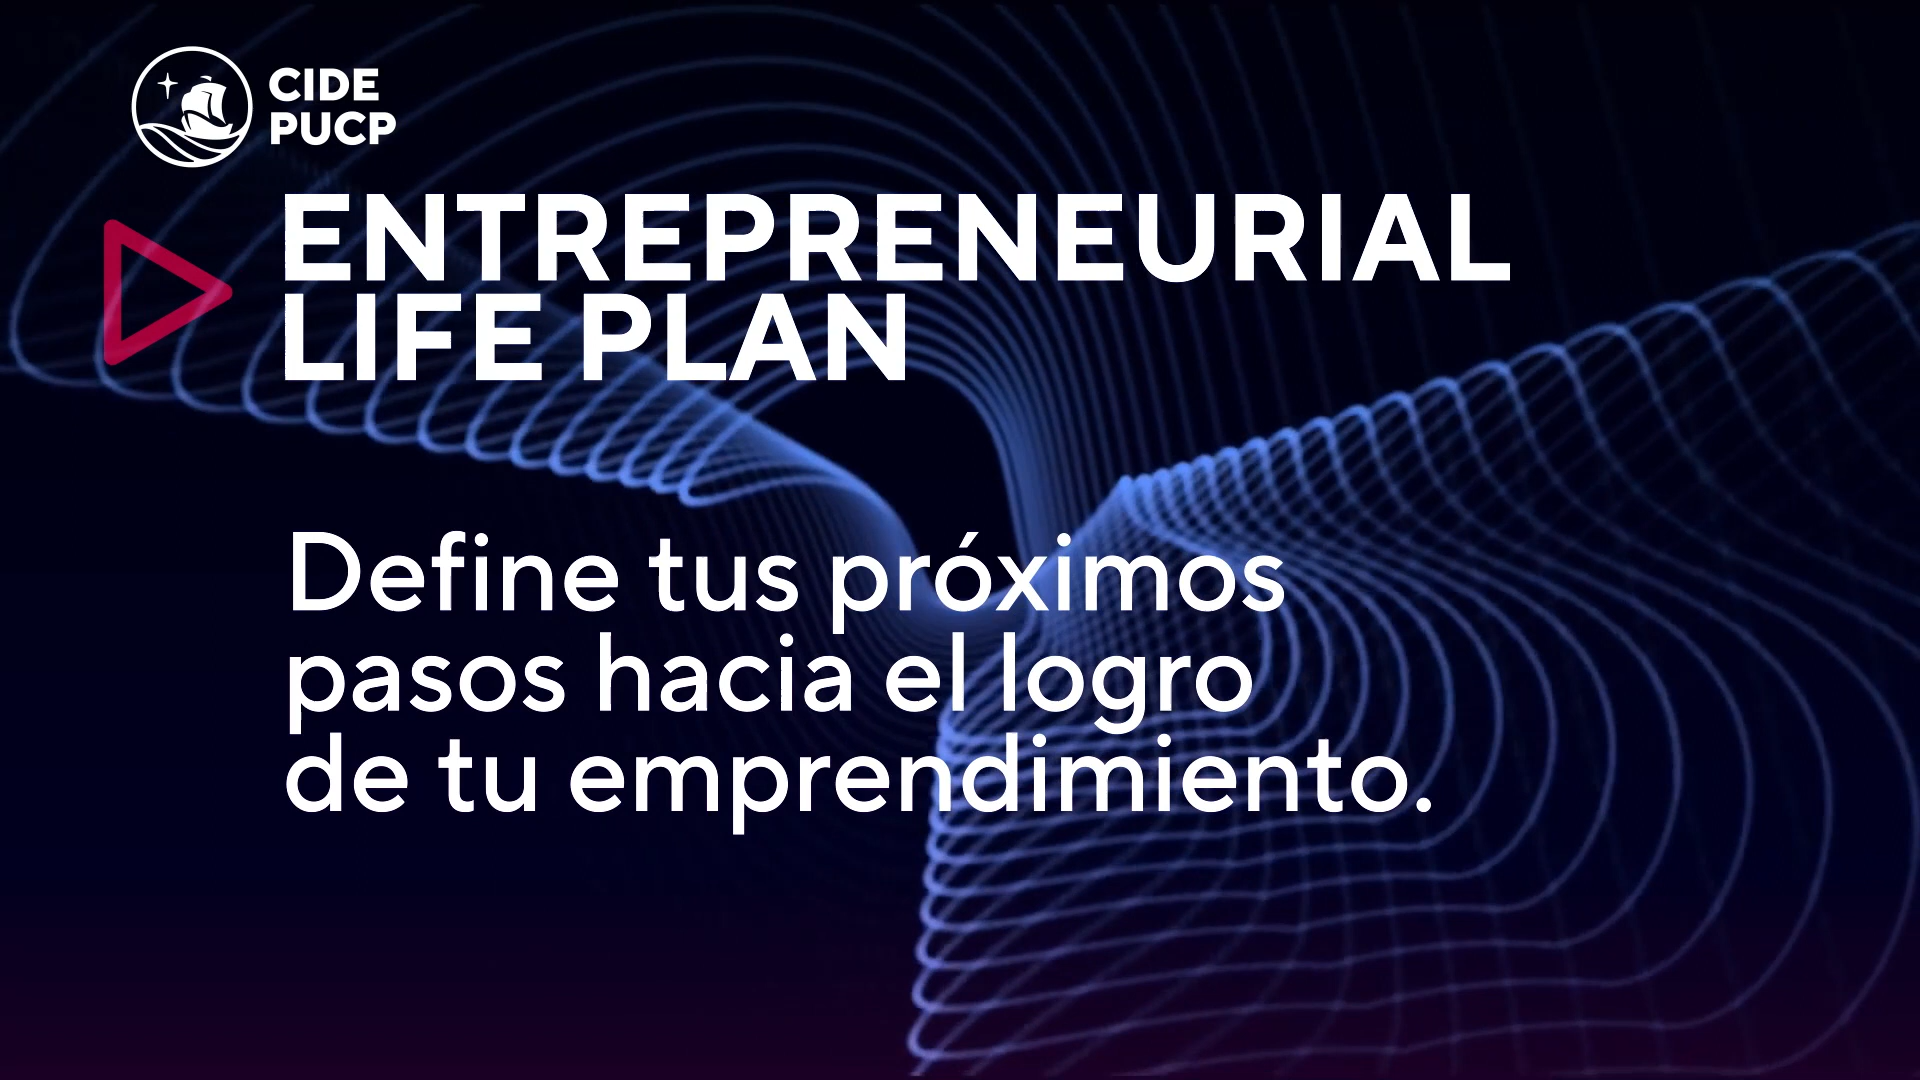 CIDE
PUCP
ENTREPRENEURIAL
LIFE PLAN
Define tus próximos
pasos hacia el logro
de tu emprendimiento.